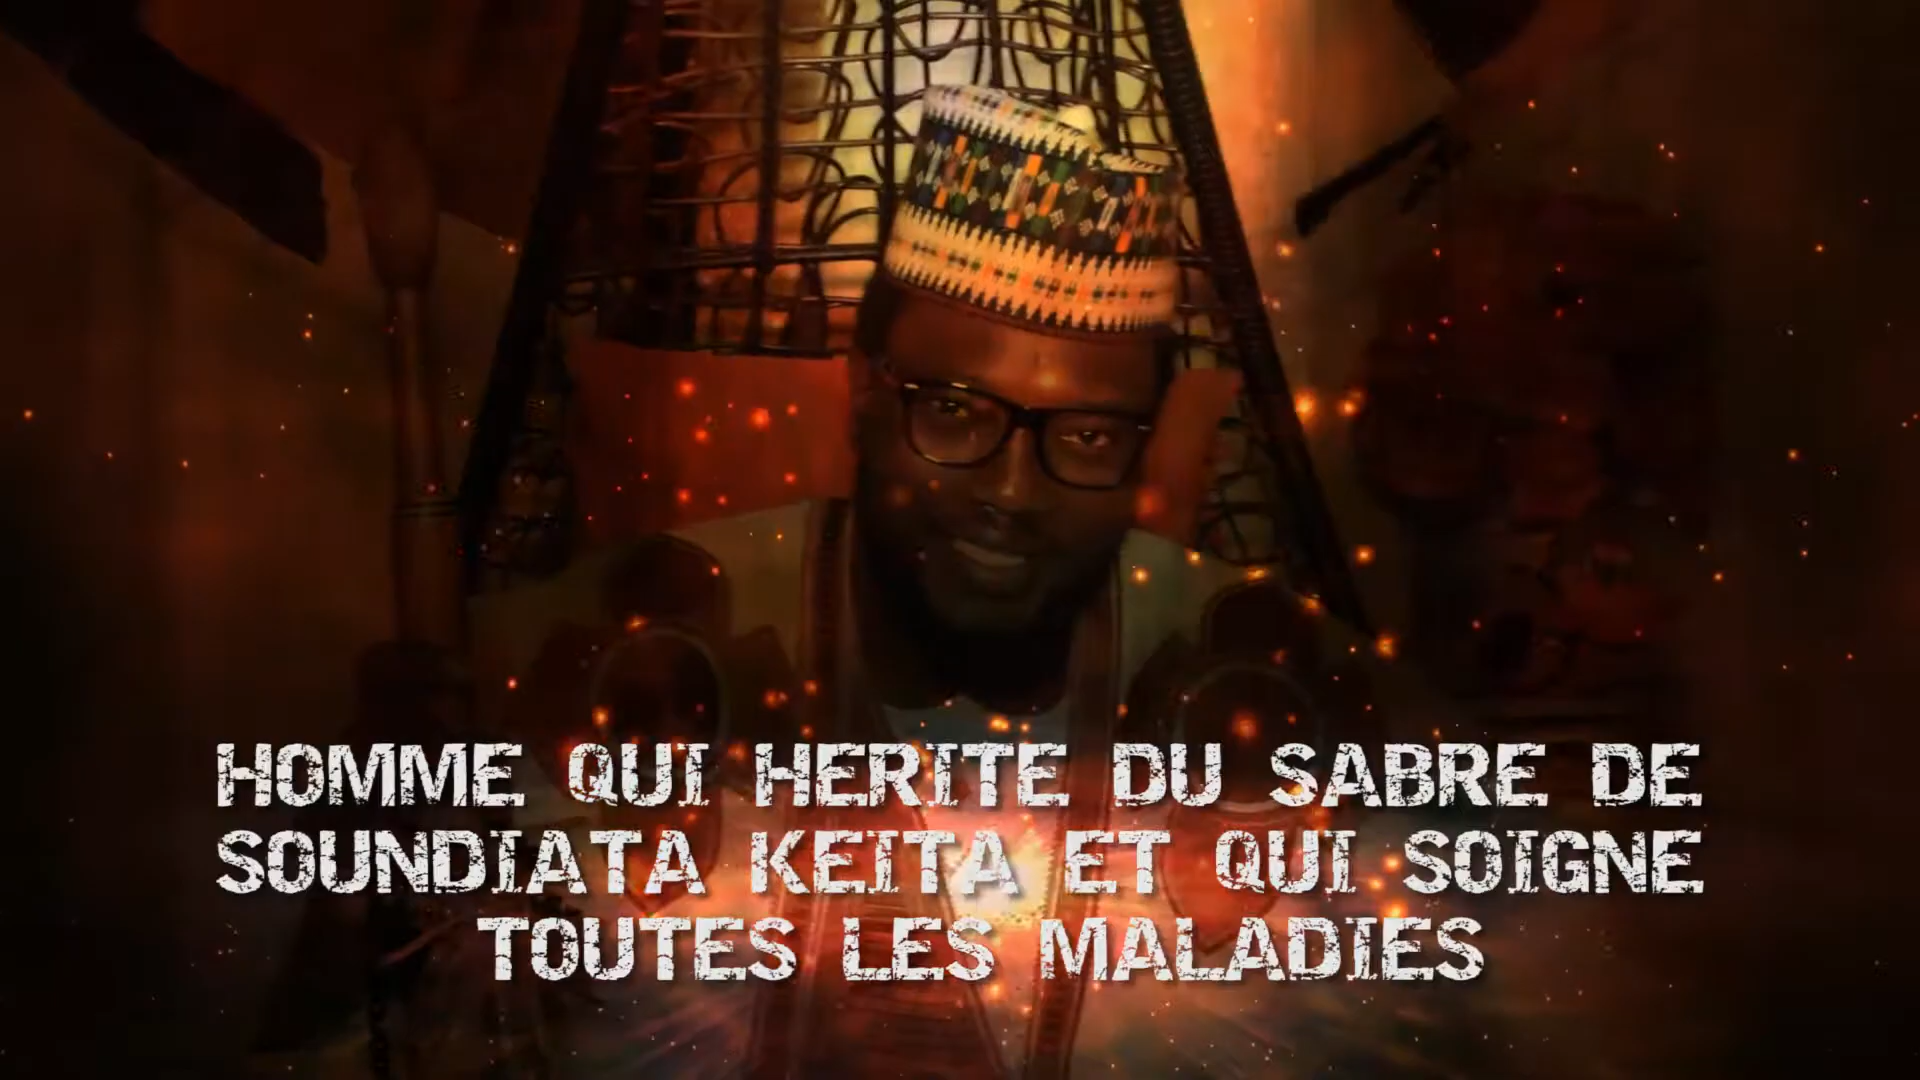 HOMME QUI HERITE DU SABRE DE
SOUNDIATA KEITA ET QUI SOIGNE
TOUTES LES MALADIES